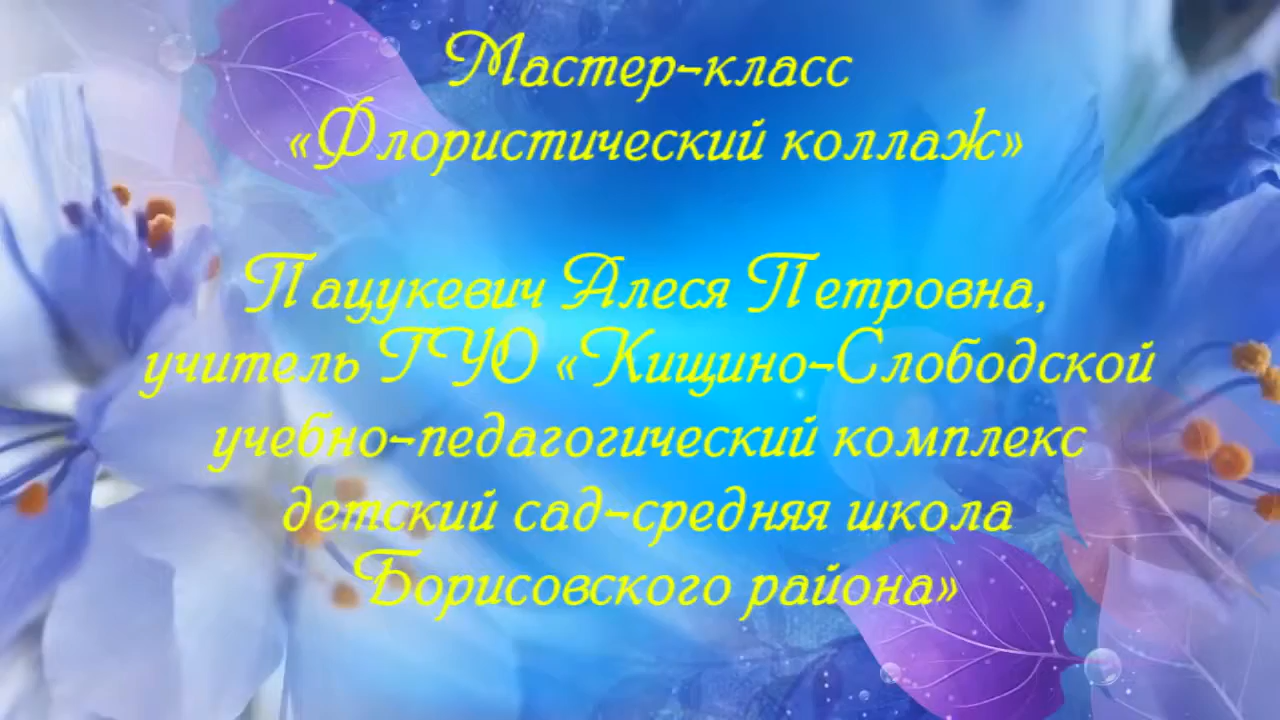 Мастер-класс
«Флористический коллаж»
Пацукевич Алеся Петровна,
учитель ГУО «Кищино-Слободской
учебно-педагогический комплекс
детский сад-средняя школа
Борисовского района»